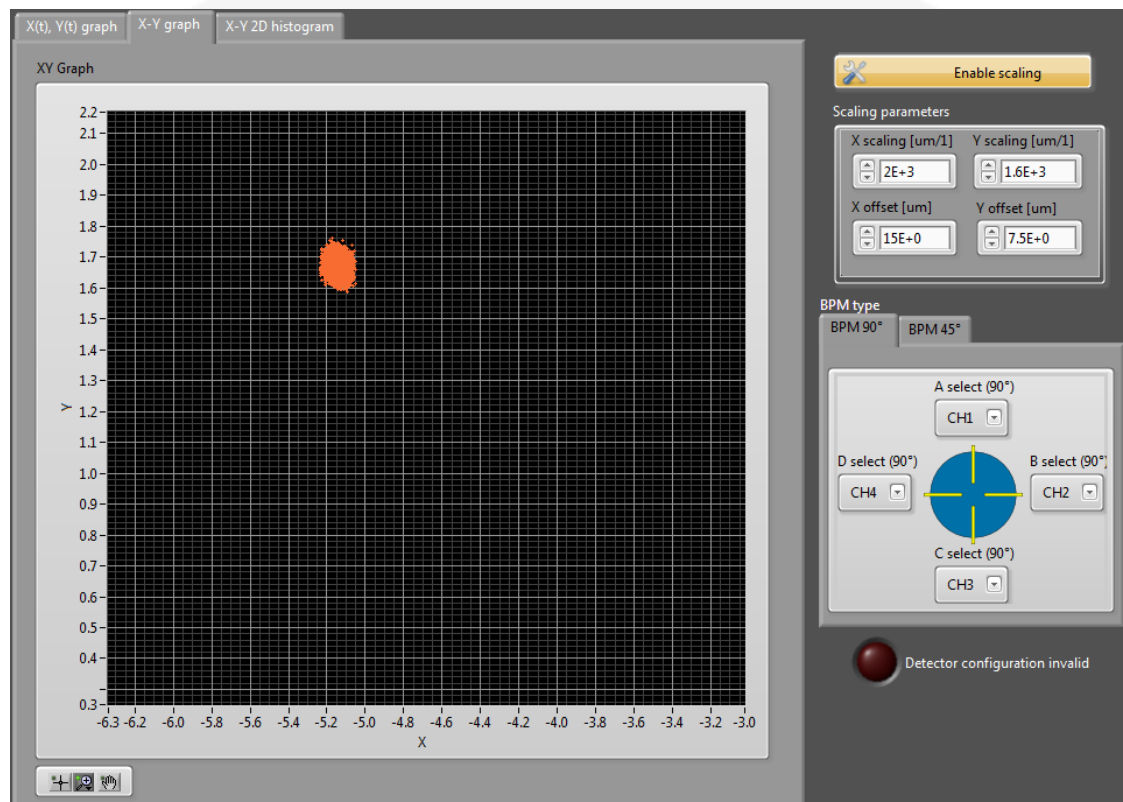 X(t), Y(t) graph
X-Y graph
X-Y 2D histogram
XY Graph
2.2
2.1
2.0
1.9
1.8
1.7
1.6
1.5
1.4
1.3
1.2
1.1
1.0
0.9
0.8
0.7
0.6
0.5
0.4
0.3
Y
-6.3 -6.2 -6.0 -5.8 -5.6 -5.4 -5.2 -5.0 -4.8 -4.6 -4.4 -4.2 -4.0 -3.8 -3.6 -3.4 -3.2 -3.0
X
Enable scaling
Scaling parameters
X scaling [um/1] Y scaling [um/1]
2E+3 1.6E+3
X offset [um] Y offset [um]
15E+0 7.5E+0
BPM type
BPM 90° BPM 45°
A select (90°)
CH1
D select (90°) B select (90°)
CH4 CH2
C select (90°)
CH3
Detector configuration invalid